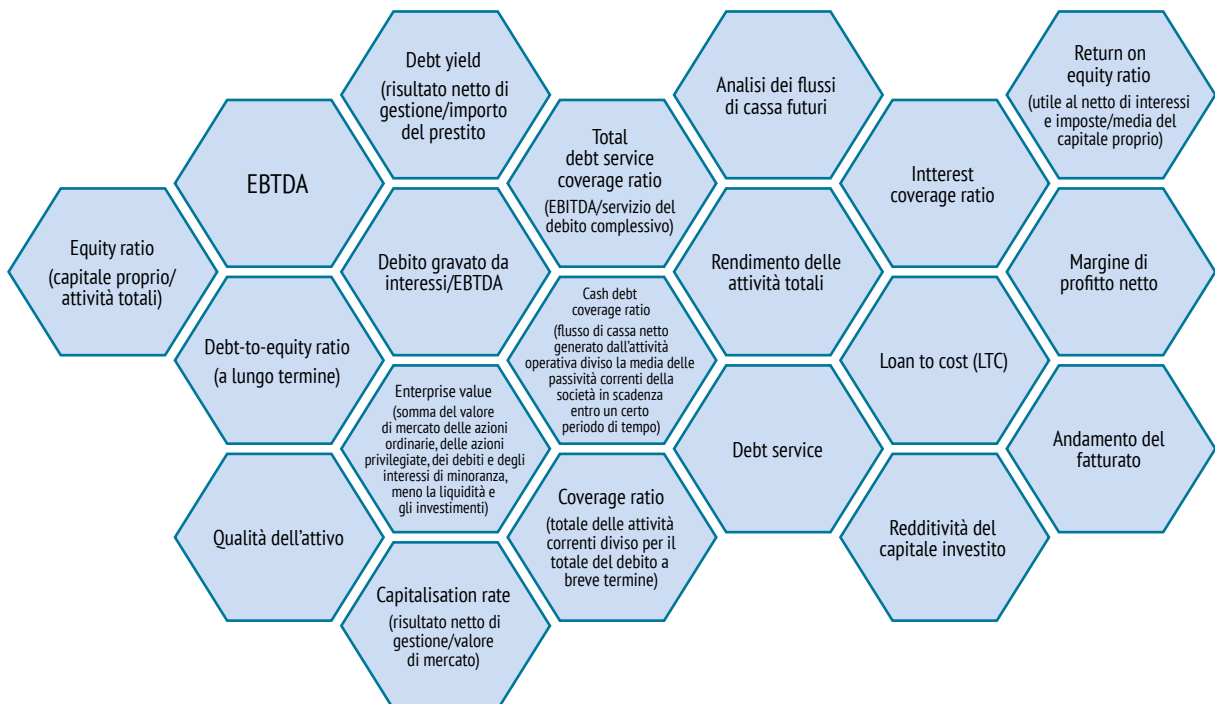 Debt yield
(risultato netto di
gestione/importo
del prestito
Analisi dei flussi
di cassa futuri
Return on
equity ratio
(utile al netto di interessi
e imposte/media del
capitale proprio)
EBTDA
Total
debt service
coverage ratio
(EBITDA/servizio del
debito complessivo)
Intterest
coverage ratio
Equity ratio
(capitale proprio/
attività totali)
Debito gravato da
interessi/EBTDA
Rendimento delle
attività totali
Margine di
profitto netto
Debt-to-equity ratio
(a lungo termine)
Cash debt
coverage ratio
(flusso di cassa netto
generato dall’attività
operativa diviso la media delle
passività correnti della
società in scadenza
entro un certo
periodo di tempo)
Loan to cost (LTC)
Enterprise value
(somma del valore
di mercato delle azioni
ordinarie, delle azioni
privilegiate, dei debiti e degli
interessi di minoranza,
meno la liquidità e
gli investimenti)
Debt service
Andamento del
fatturato
Qualità dell’attivo
Coverage ratio
(totale delle attività
correnti diviso per il
totale del debito a
breve termine)
Redditività del
capitale investito
Capitalisation rate
(risultato netto di
gestione/valore
di mercato)